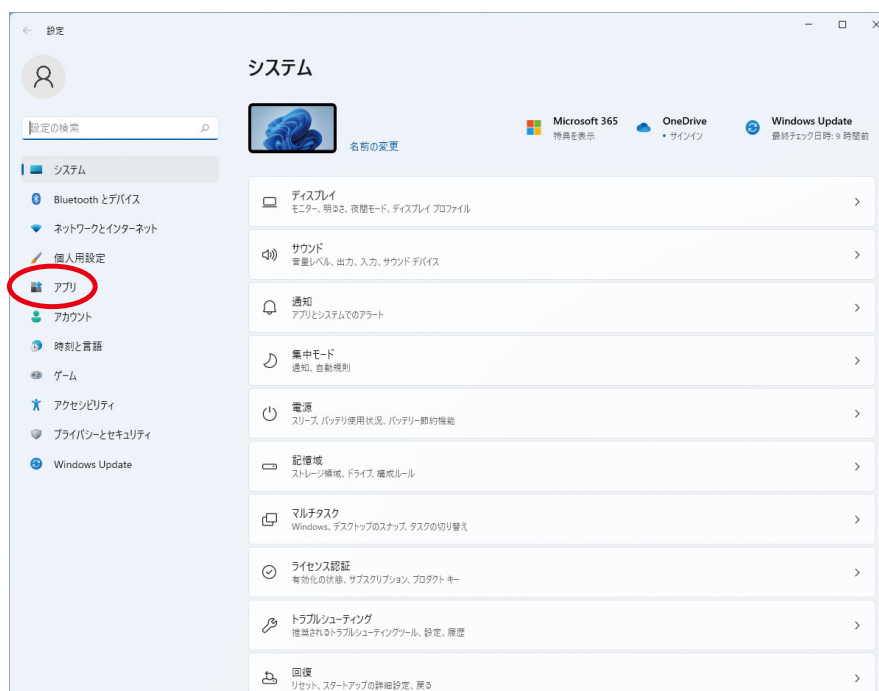 設定
システム
設定の検索
名前の変更
Microsoft 365
特典を表示
OneDrive
• サインイン
Windows Update
最終チェック日時: 9 時間前
システム
Bluetooth とデバイス
ネットワークとインターネット
個人用設定
アプリ
アカウント
時刻と言語
ゲーム
アクセシビリティ
プライバシーとセキュリティ
Windows Update
ディスプレイ
モニター、明るさ、夜間モード、ディスプレイ プロファイル
サウンド
音量レベル、出力、入力、サウンド デバイス
通知
アプリとシステムでのアラート
集中モード
通知、自動規則
電源
スリープ、バッテリ使用状況、バッテリー節約機能
記憶域
ストレージ領域、ドライブ、構成ルール
マルチタスク
Windows、デスクトップのスナップ、タスクの切り替え
ライセンス認証
有効化の状態、サブスクリプション、プロダクト キー
トラブルシューティング
推奨されるトラブルシューティングツール、設定、履歴
回復
リセット、スタートアップの詳細設定、戻る